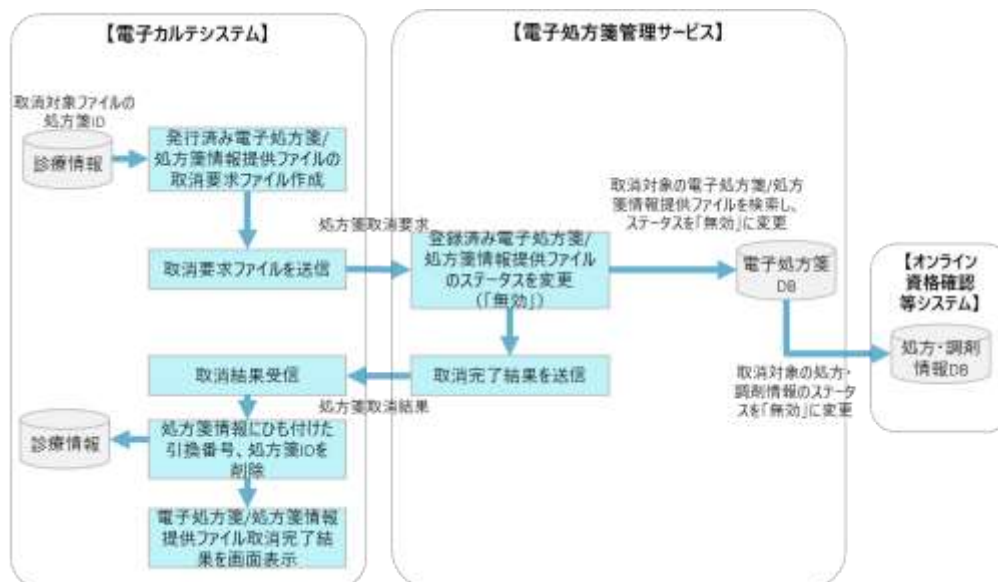 【電子カルテシステム】
取消対象ファイルの
処方箋ID
診療情報
発行済み電子処方箋/
処方箋情報提供ファイルの
取消要求ファイル作成
取消要求ファイルを送信
処方箋取消要求
取消結果受信
処方箋取消結果
処方箋情報にひも付けた
引換番号、処方箋IDを
削除
診療情報
電子処方箋/処方箋情報
提供ファイル取消完了結
果を画面表示
【電子処方箋管理サービス】
登録済み電子処方箋/
処方箋情報提供ファイル
のステータスを変更
(「無効」)
取消完了結果を送信
取消対象の電子処方箋/処方
箋情報提供ファイルを検索し、
ステータスを「無効」に変更
電子処方箋
DB
取消対象の処方・
調剤情報のステータ
スを「無効」に変更
【オンライン
資格確認
等システム】
処方・調剤
情報DB